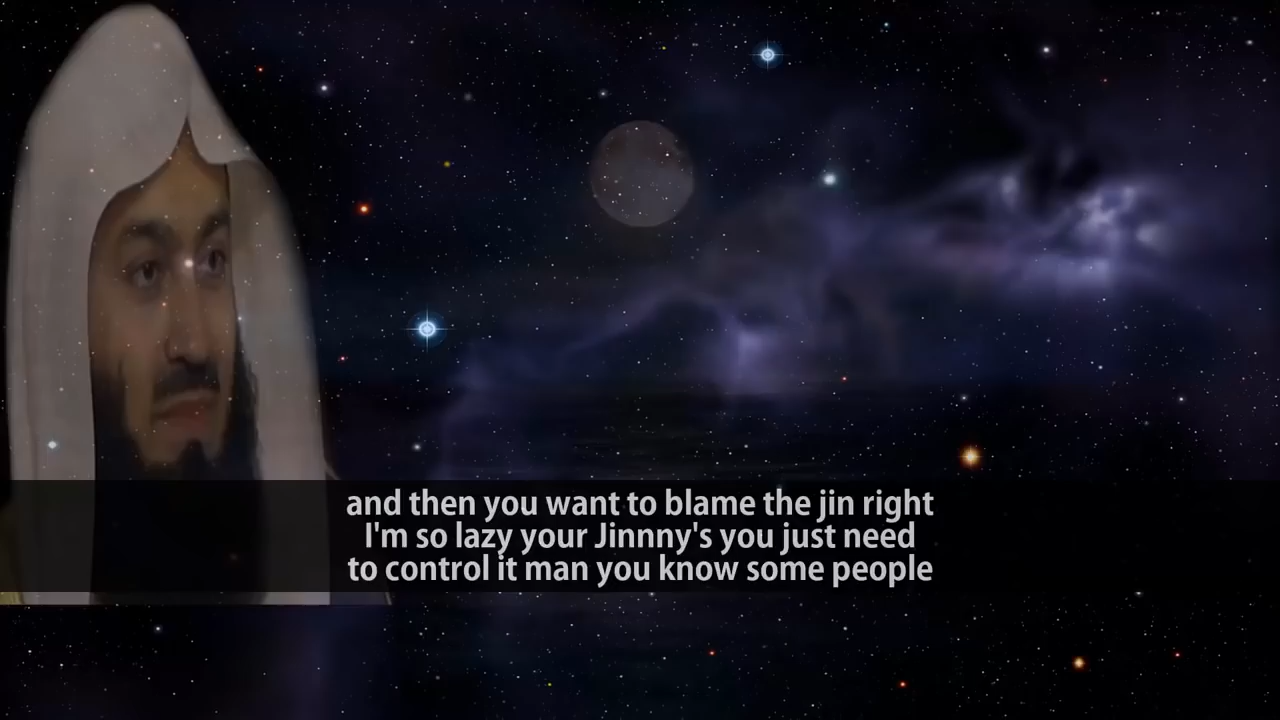 and then you want to blame the jin right
I'm so lazy your Jinnny's you just need
to control it man you know some people